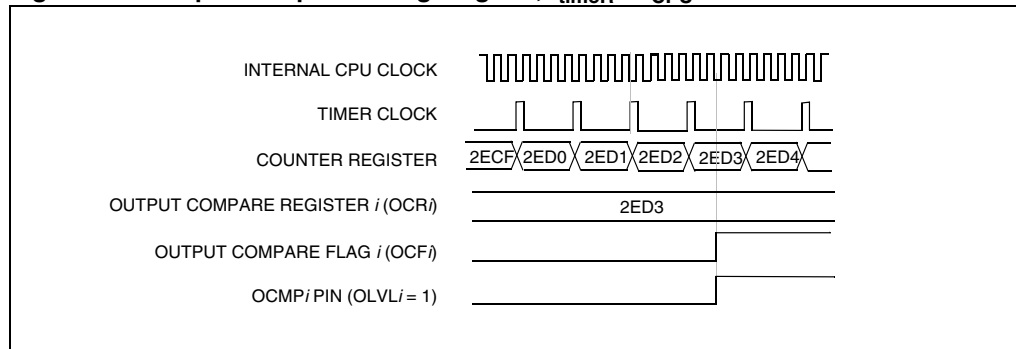 INTERNAL CPU CLOCK
TIMER CLOCK
COUNTER REGISTER 2ECF 2ED0 2ED1 2ED2 2ED3 2ED4
OUTPUT COMPARE REGISTER i (OCRi) 2ED3
OUTPUT COMPARE FLAG i (OCFi)
OCMPi PIN (OLVLi = 1)